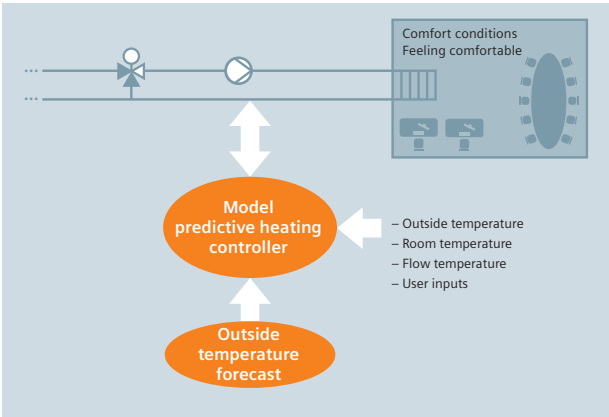 Comfort conditions
Feeling comfortable
...
...
Model
predictive heating
controller
– Outside temperature
– Room temperature
– Flow temperature
– User inputs
Outside
temperature
forecast